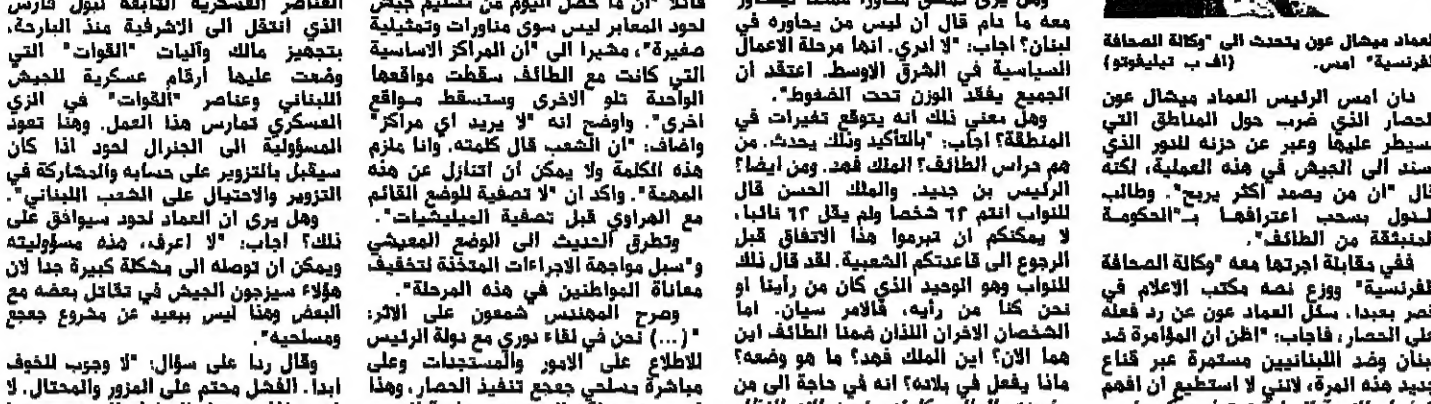 العماد ميشال عون يتحدث الى "وكالة الصحافة
الفرنسية" امس. (اف ب تيليفوتو)
دان امس الرئيس العماد ميشال عون
الحصار الذي ضرب حول المناطق التي
يسيطر عليها وعبر عن حزنه للدور الذي
اسند الى الجيش في هذه العملية، لكنه
قال "ان من يصمد اكثر يربح". وطالب
الدول بسحب اعترافها بـ"الحكومة
المنبثقة من الطائف".
ففي مقابلة اجرتها معه "وكالة الصحافة
الفرنسية" ووزع نصه مكتب الاعلام في
قصر بعبدا، سئل العماد عون عن رد فعله
على الحصار، فاجاب: "اظن ان المؤامرة ضد
لبنان وضد اللبنانيين مستمرة عبر قناع
جديد هذه المرة، لانني لا استطيع ان افهم
معه ما دام قال ان ليس من يحاوره في
لبنان؟ اجاب: "لا ادري. انها مرحلة الاعمال
السياسية في الشرق الاوسط. اعتقد ان
الجميع يفقد الوزن تحت الضغوط".
وهل معنى ذلك انه يتوقع تغيرات في
المنطقة؟ اجاب: "بالتأكيد وذلك يحدث. من
هم حراس الطائف؟ الملك فهد. ومن ايضا؟
الرئيس بن جديد. والملك الحسن قال
للنواب انتم ٦٢ شخصا ولم يقل ٦٢ نائبا،
لا يمكنكم ان تبرموا هذا الاتفاق قبل
الرجوع الى قاعدتكم الشعبية. لقد قال ذلك
للنواب وهو الوحيد الذي كان من رأينا او
نحن كنا من رأيه، فالامر سيان. اما
الشخصان الاخران اللذان ضمنا الطائف اين
هما الان؟ اين الملك فهد؟ ما هو وضعه؟
ماذا يفعل في بلاده؟ انه في حاجة الى من
قائلا "ان ما حصل اليوم من تسليم جيش
لحود المعابر ليس سوى مناورات وتمثيلية
صغيرة"، مشيرا الى "ان المراكز الاساسية
التي كانت مع الطائف سقطت مواقعها
الواحدة تلو الاخرى وستسقط مواقع
اخرى". واوضح انه "لا يريد اي مراكز"
واضاف: "ان الشعب قال كلمته، وانا ملزم
هذه الكلمة ولا يمكن ان اتنازل عن هذه
المهمة". واكد ان "لا تصفية للوضع القائم
مع الهراوي قبل تصفية الميليشيات".
وتطرق الحديث الى الوضع المعيشي
و"سبل مواجهة الاجراءات المتخذة لتخفيف
معاناة المواطنين في هذه المرحلة".
وصرح المهندس شمعون على الاثر:
"(...) نحن في لقاء دوري مع دولة الرئيس
للاطلاع على الامور والمستجدات وعلى
مباشرة مسلحي جعجع تنفيذ الحصار، وهذا
العناصر العسكرية التابعة لبول فارس
الذي انتقل الى الاشرفية منذ البارحة،
بتجهيز مالك وآليات "القوات" التي
وضعت عليها أرقام عسكرية للجيش
اللبناني وعناصر "القوات" في الزي
العسكري تمارس هذا العمل. وهنا تعود
المسؤولية الى الجنرال لحود اذا كان
سيقبل بالتزوير على حسابه والمشاركة في
التزوير والاحتيال على الشعب اللبناني".
وهل يرى ان العماد لحود سيوافق على
ذلك؟ اجاب: "لا اعرف، هذه مسؤوليته
ويمكن ان توصله الى مشكلة كبيرة جدا لان
هؤلاء سيزجون الجيش في تقاتل بعضه مع
البعض وهذا ليس ببعيد عن مشروع جعجع
ومسلحيه".
وقال ردا على سؤال: "لا وجوب للخوف
ابدا. الفشل محتم على المزور والمحتال. لا